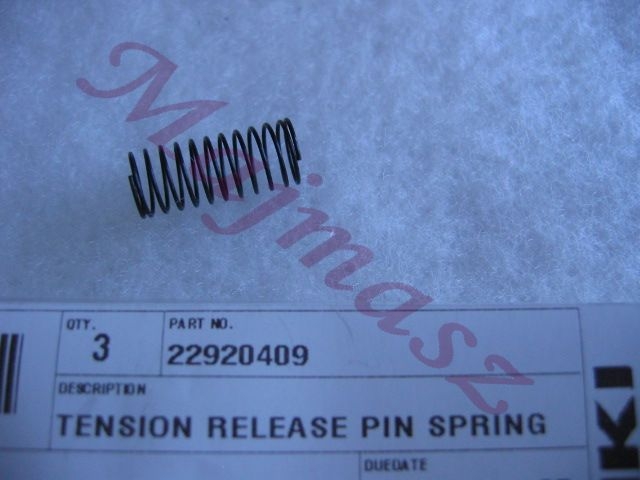 Majmasz
QTY.
3
PART NO.
22920409
DESCRIPTION
TENSION RELEASE PIN SPRING
DUEDATE